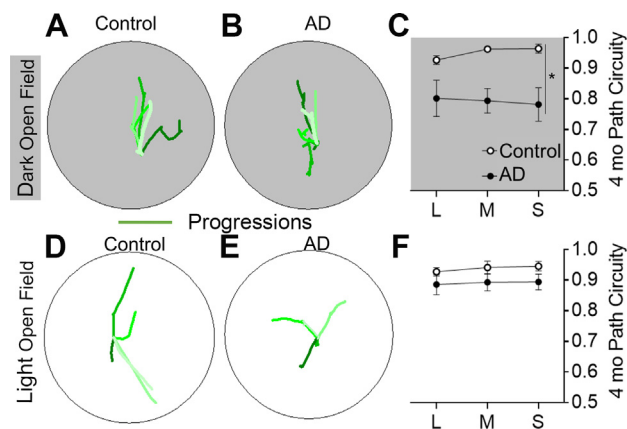 A Control
B AD
C
Dark Open Field
1.0
0.9
0.8
0.7
0.6
0.5
4 mo Path Circuity
*
Control
AD
L M S
Progressions
D Control
E AD
F
Light Open Field
1.0
0.9
0.8
0.7
0.6
0.5
4 mo Path Circuity
L M S